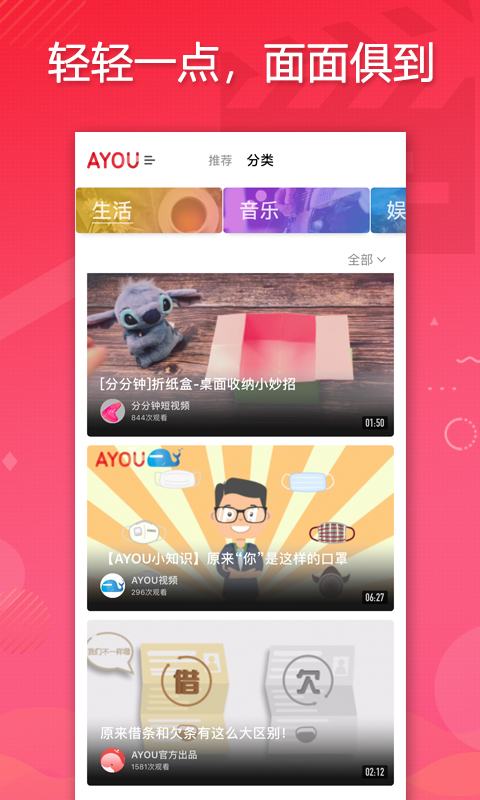 轻轻一点，面面俱到
AYOU
推荐
分类
生活
音乐
娱
全部
[分分钟]折纸盒-桌面收纳小妙招
分分钟短视频
844次观看
01:50
AYOU
【AYOU小知识】原来“你”是这样的口罩
AYOU视频
296次观看
06:27
我们不一样噜
借
欠
原来借条和欠条有这么大区别！
AYOU官方出品
1581次观看
02:12